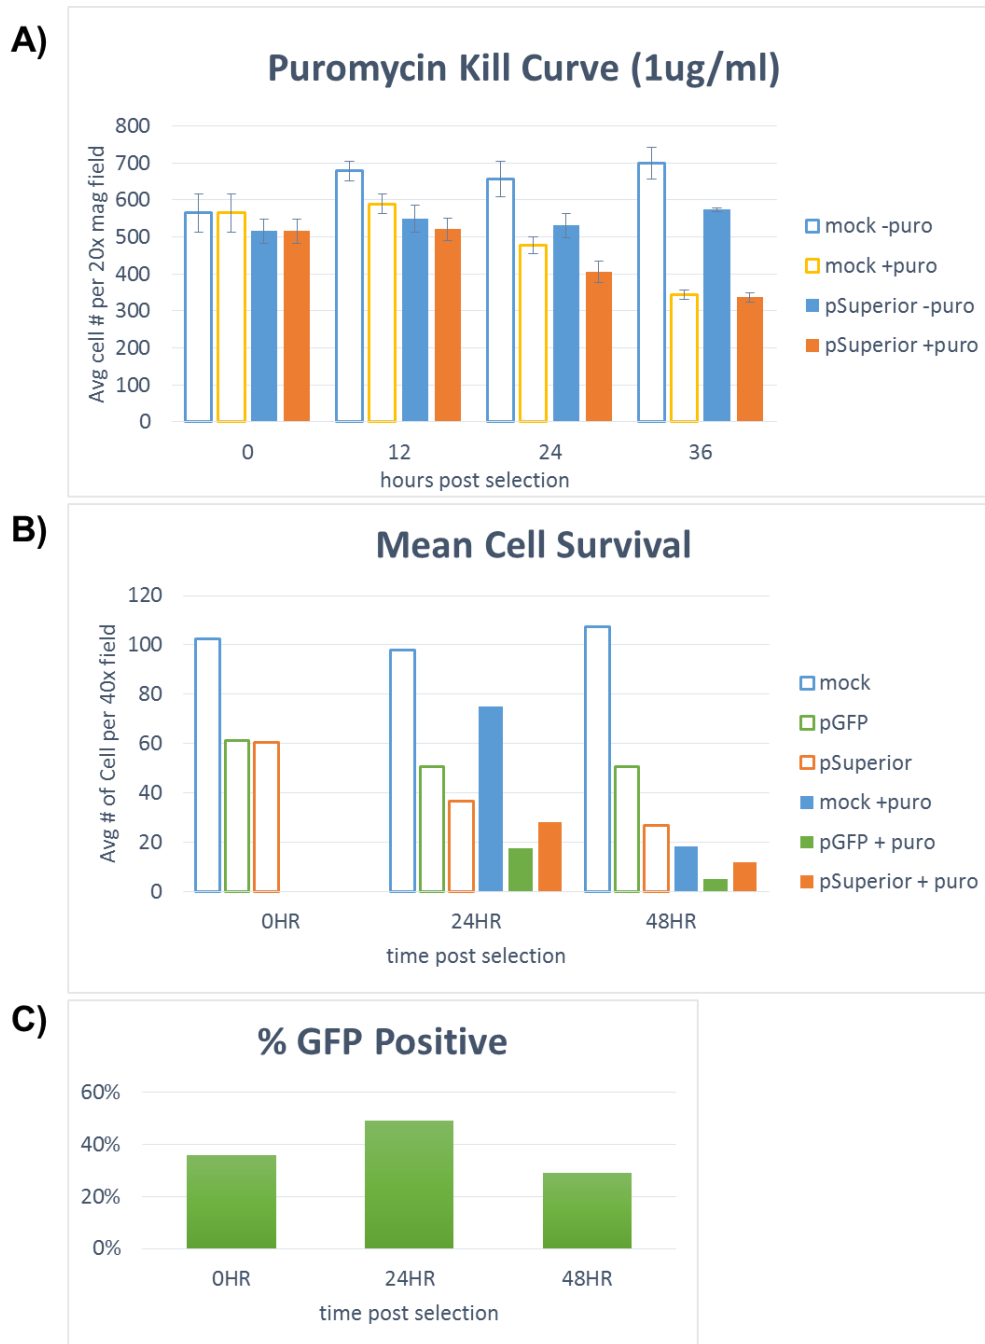 A)
Puromycin Kill Curve (1ug/ml)
Avg cell # per 20x mag field
800
700
600
500
400
300
200
100
0
0 12 24 36
hours post selection
mock -puro
mock +puro
pSuperior -puro
pSuperior +puro
B)
Mean Cell Survival
Avg # of Cell per 40x field
120
100
80
60
40
20
0
0HR 24HR 48HR
time post selection
mock
pGFP
pSuperior
mock +puro
pGFP + puro
pSuperior + puro
C)
% GFP Positive
60%
40%
20%
0%
0HR 24HR 48HR
time post selection